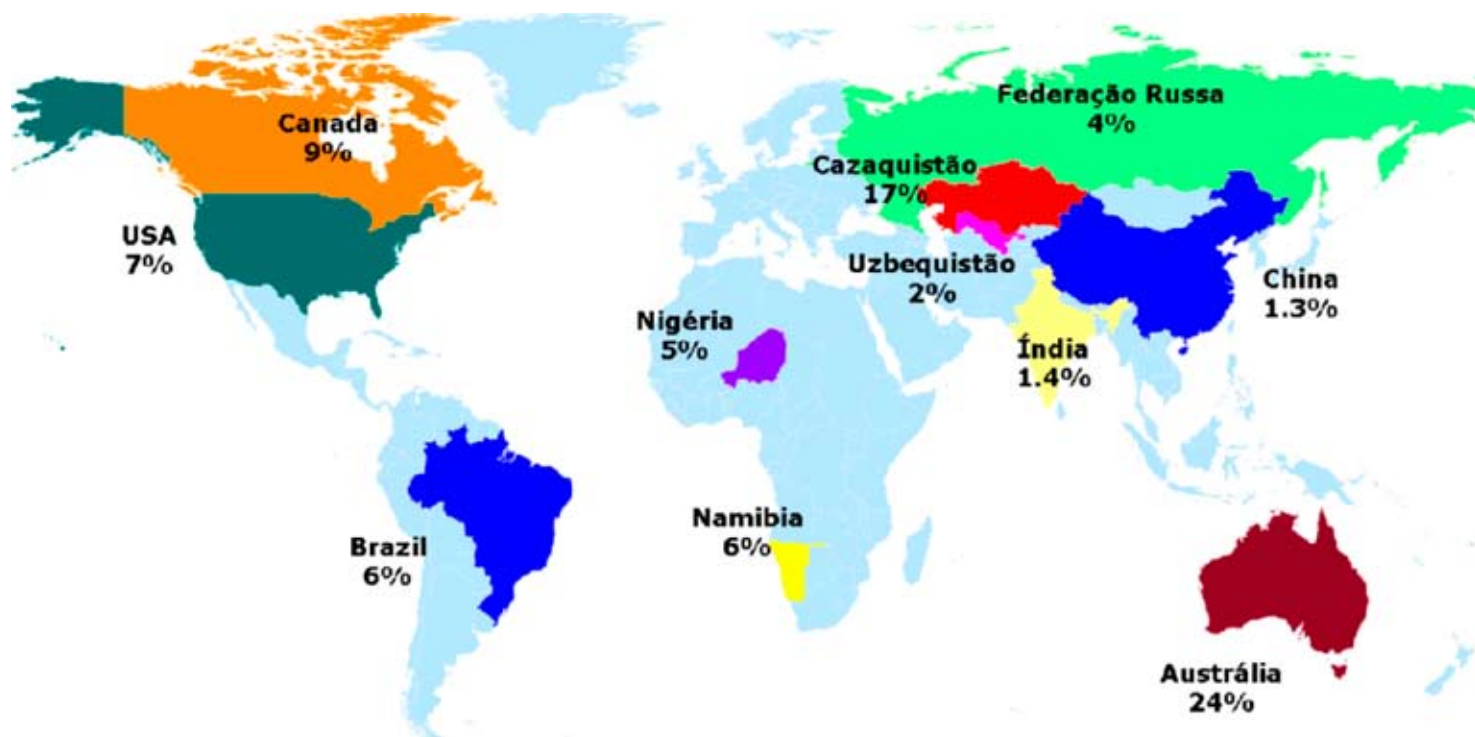 Canada
9%
USA
7%
Brazil
6%
Nigéria
5%
Namibia
6%
Federação Russa
4%
Cazaquistão
17%
Uzbequistão
2%
Índia
1.4%
China
1.3%
Austrália
24%